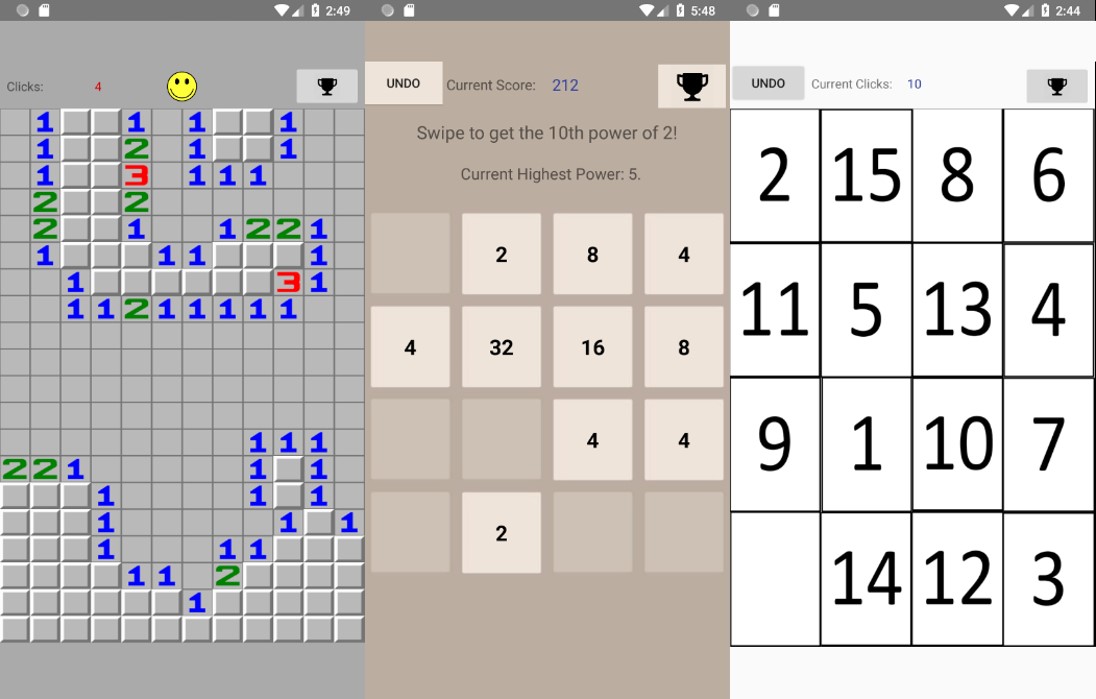 2:49
Clicks: 4
1 1 1 1
1 2 1 1
1 3 1 1 1
2 2
2 1 1 2 2 1
1 1 1 1
1 3 1
1 1 2 1 1 1 1 1
1 1 1
2 2 1 1 1
1 1 1
1 1 1
1 1 1
1 1 2
1
5:48
UNDO Current Score: 212
Swipe to get the 10th power of 2!
Current Highest Power: 5.
2 8 4
4 32 16 8
4 4
2
2:44
UNDO Current Clicks: 10
2 15 8 6
11 5 13 4
9 1 10 7
14 12 3